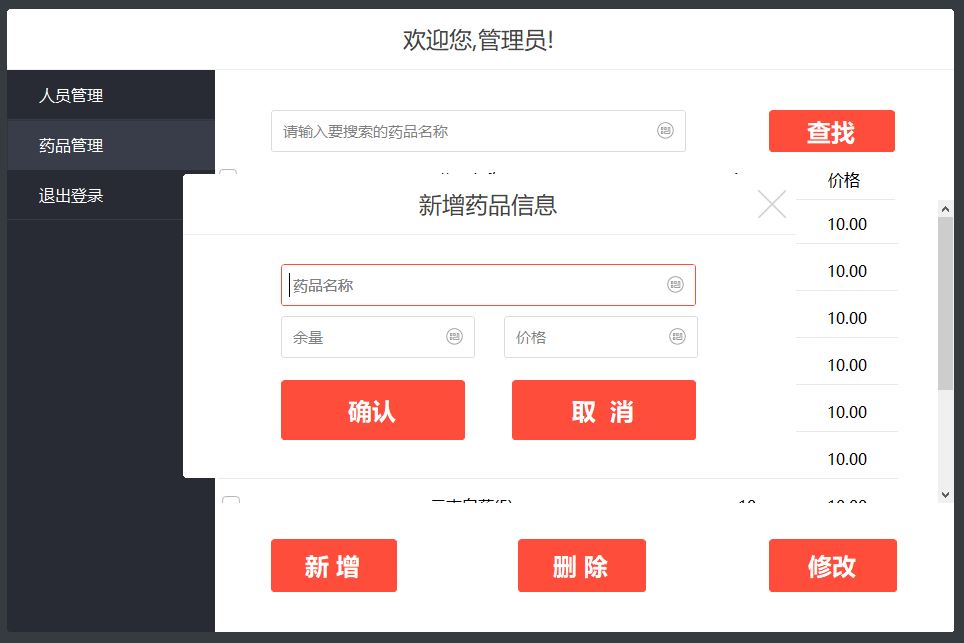 欢迎您,管理员!
人员管理
药品管理
退出登录
请输入要搜索的药品名称
查找
价格
新增药品信息
10.00
10.00
药品名称
10.00
余量
价格
10.00
确认
取 消
10.00
10.00
新 增
删 除
修改